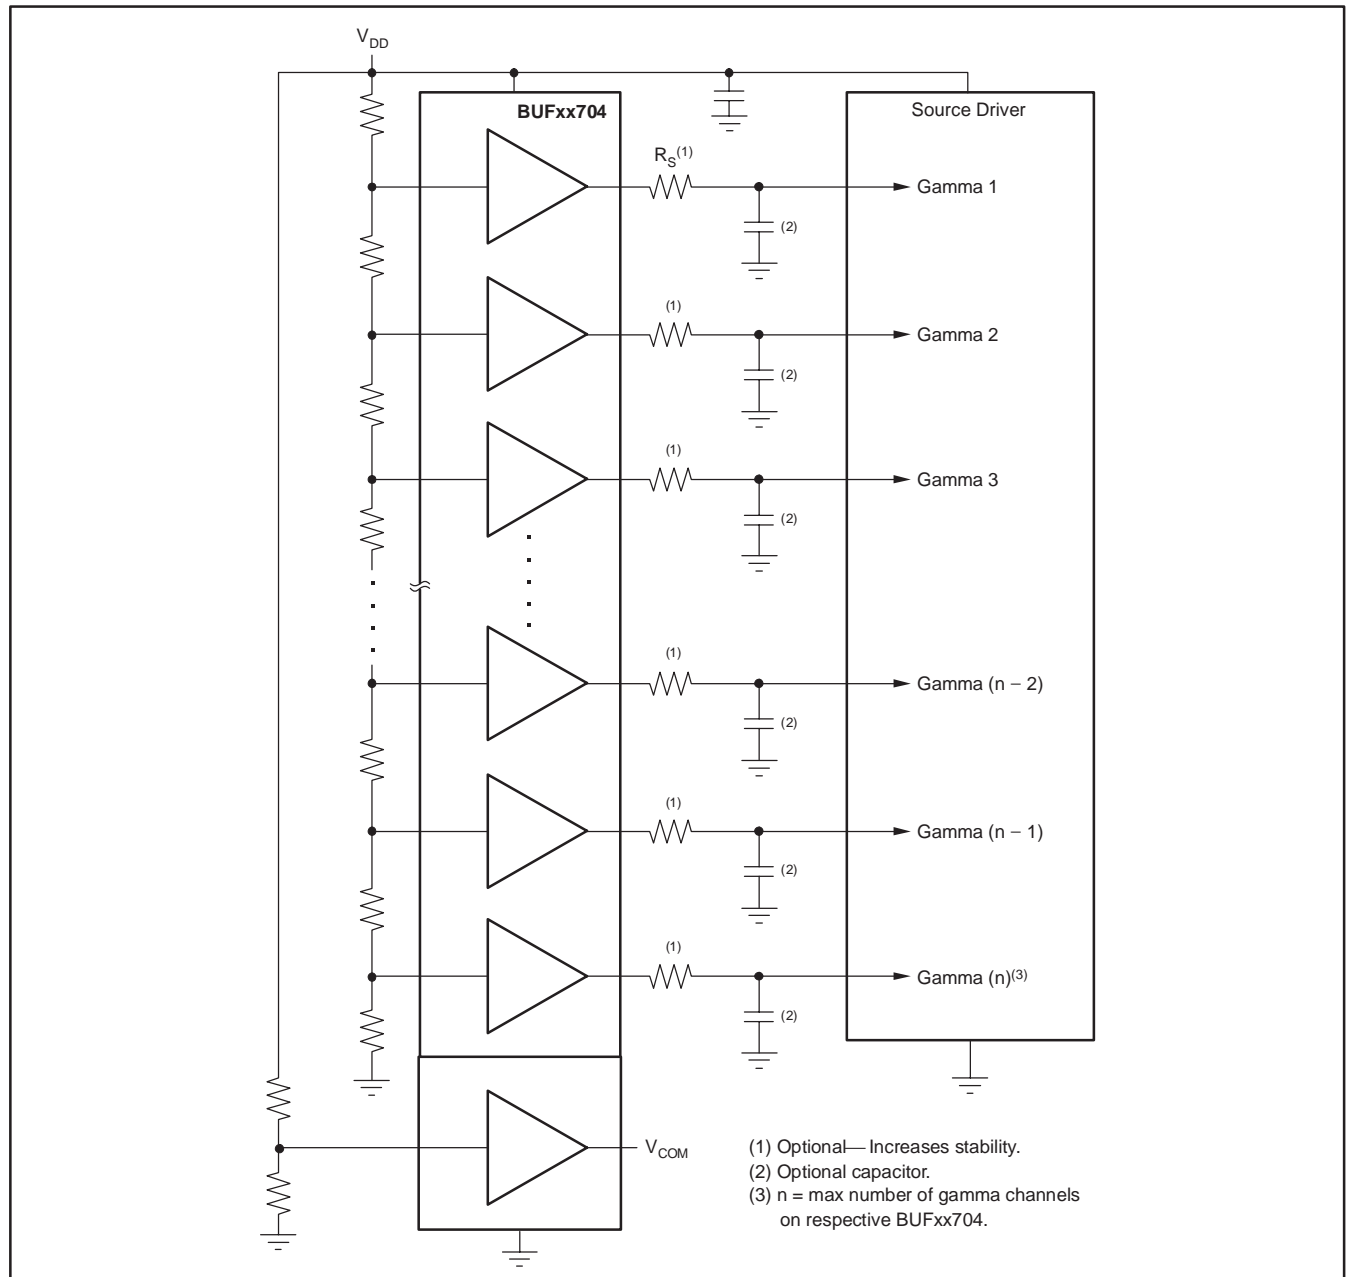 VDD
BUFxx704
Source Driver
RS(1)
Gamma 1
(2)
(1)
Gamma 2
(2)
(1)
Gamma 3
(2)
(1)
Gamma (n − 2)
(2)
(1)
Gamma (n − 1)
(2)
(1)
Gamma (n)(3)
(2)
VCOM
(1) Optional— Increases stability.
(2) Optional capacitor.
(3) n = max number of gamma channels
on respective BUFxx704.